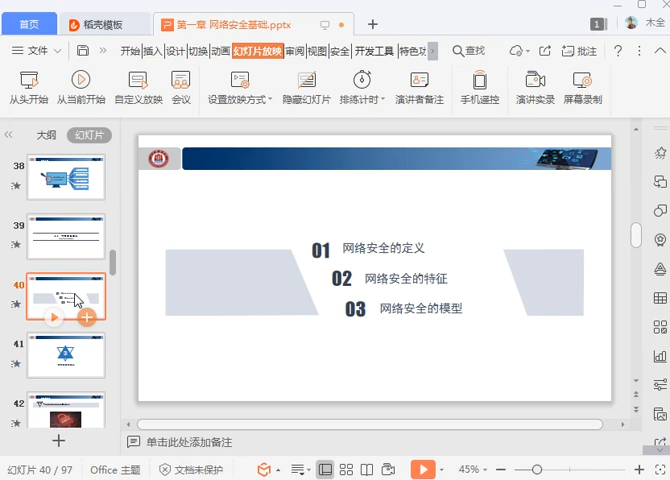 首页
稻壳模板
第一章 网络安全基础.pptx
1
木全
文件
开始 插入 设计 切换 动画 幻灯片放映 审阅 视图 安全 开发工具 特色功
查找
批注
从头开始
从当前开始
自定义放映
会议
设置放映方式
隐藏幻灯片
排练计时
演讲者备注
手机遥控
演讲实录
屏幕录制
大纲
幻灯片
38
39
40
41
42
01 网络安全的定义
02 网络安全的特征
03 网络安全的模型
单击此处添加备注
幻灯片 40 / 97
Office 主题
文档未保护
45%